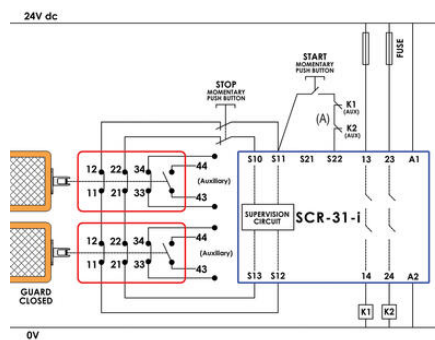 24V dc
START
MOMENTARY
PUSH BUTTON
FUSE
STOP
MOMENTARY
PUSH BUTTON
K1
(AUX)
(A)
K2
(AUX)
12 22 34
44
(Auxiliary)
11 21 33
43
S10 S11 S21 S22 13 23 A1
SUPERVISION
CIRCUIT
SCR-31-i
12 22 34
44
(Auxiliary)
11 21 33
43
S13 S12 14 24 A2
GUARD
CLOSED
K1 K2
0V